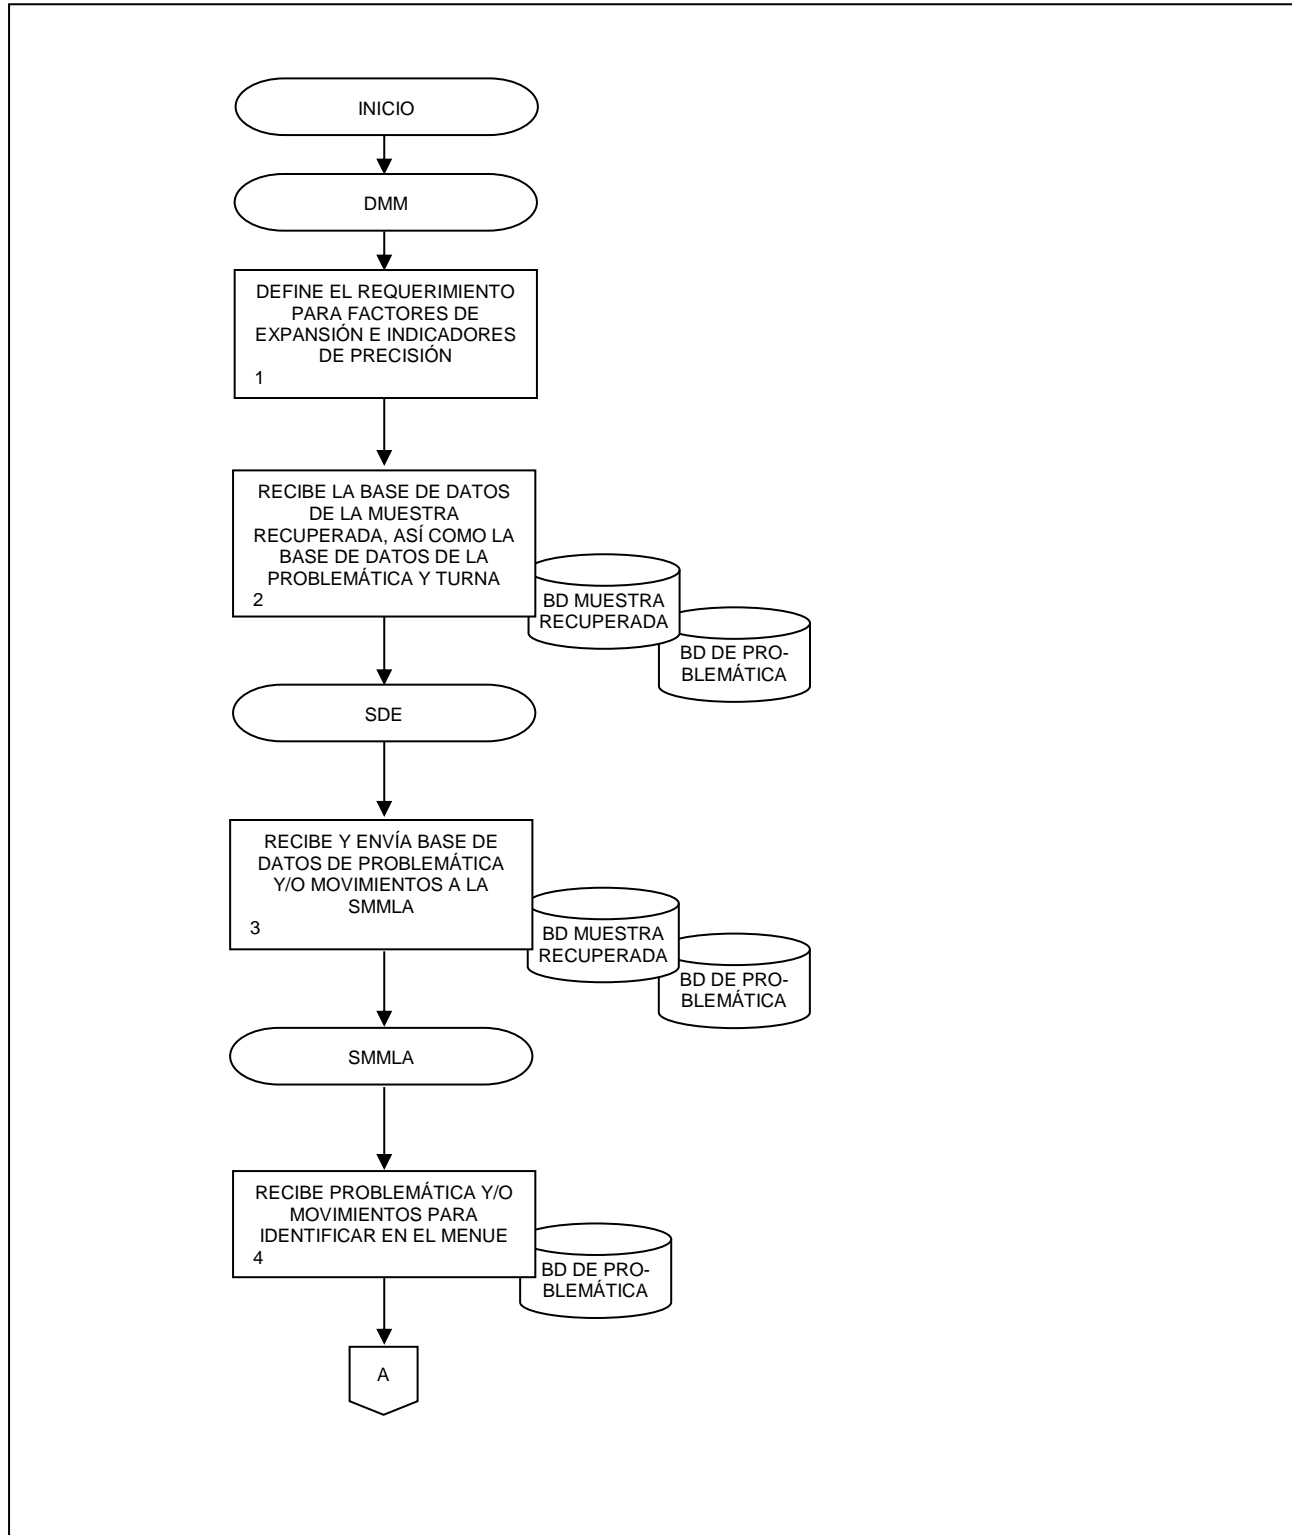 INICIO
DMM
DEFINE EL REQUERIMIENTO
PARA FACTORES DE
EXPANSIÓN E INDICADORES
DE PRECISIÓN
1
RECIBE LA BASE DE DATOS
DE LA MUESTRA
RECUPERADA, ASÍ COMO LA
BASE DE DATOS DE LA
PROBLEMÁTICA Y TURNA
2
BD MUESTRA
RECUPERADA
BD DE PRO-
BLEMÁTICA
SDE
RECIBE Y ENVÍA BASE DE
DATOS DE PROBLEMÁTICA
Y/O MOVIMIENTOS A LA
SMMLA
3
BD MUESTRA
RECUPERADA
BD DE PRO-
BLEMÁTICA
SMMLA
RECIBE PROBLEMÁTICA Y/O
MOVIMIENTOS PARA
IDENTIFICAR EN EL MENUE
4
BD DE PRO-
BLEMÁTICA
A